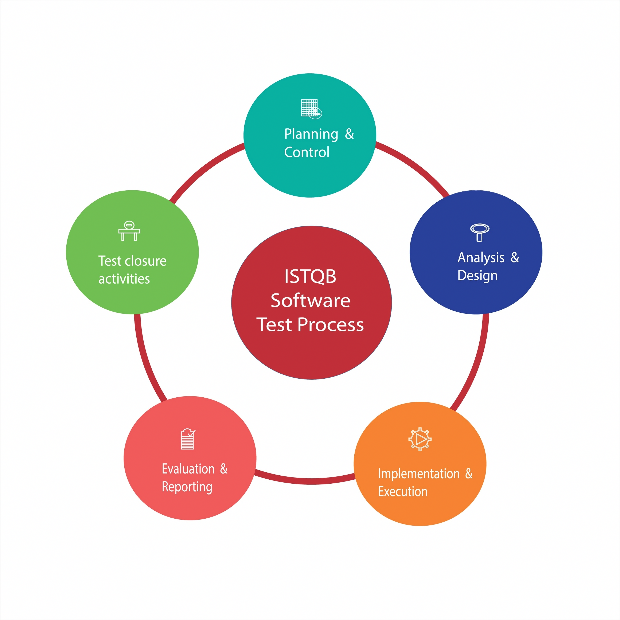 Planning &
Control
Analysis &
Design
ISTQB
Software
Test Process
Test closure
activities
Implementation &
Execution
Evaluation &
Reporting